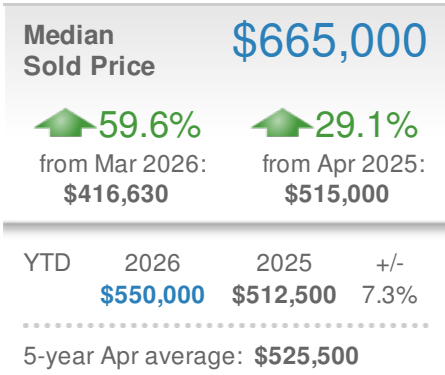 Median $665,000
Sold Price
59.6% 29.1%
from Mar 2026: from Apr 2025:
$416,630 $515,000
YTD 2026 2025 +/-
$550,000 $512,500 7.3%
5-year Apr average: $525,500